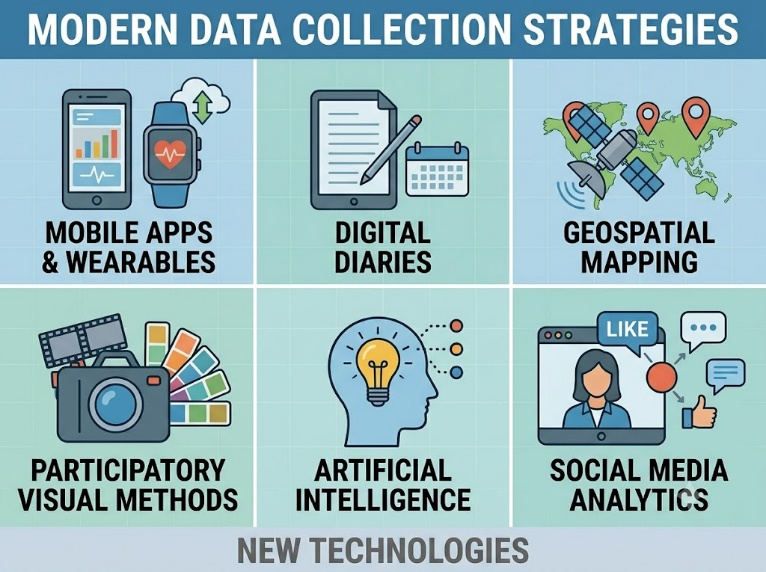 MODERN DATA COLLECTION STRATEGIES
MOBILE APPS
& WEARABLES
DIGITAL
DIARIES
GEOSPATIAL
MAPPING
PARTICIPATORY
VISUAL METHODS
ARTIFICIAL
INTELLIGENCE
LIKE
SOCIAL MEDIA
ANALYTICS
NEW TECHNOLOGIES